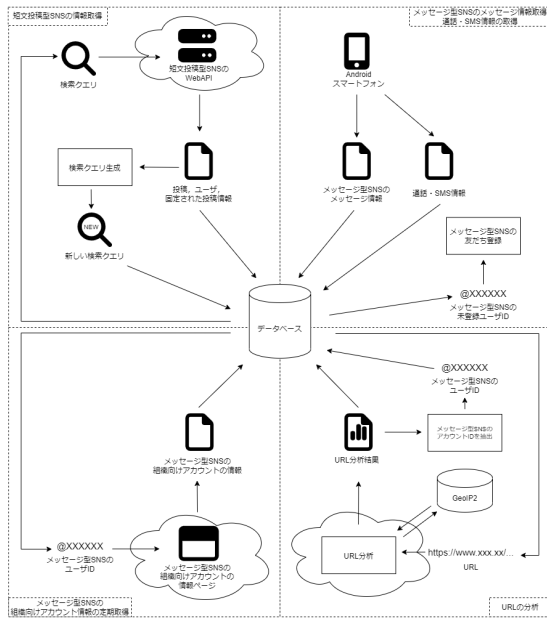 短文投稿型SNSの情報取得
検索クエリ
短文投稿型SNSの
WebAPI
検索クエリ生成
投稿，ユーザ，
固定された投稿情報
NEW
新しい検索クエリ
メッセージ型SNSのメッセージ情報取得
通話・SMS情報の取得
Android
スマートフォン
メッセージ型SNSの
メッセージ情報
通話・SMS情報
メッセージ型SNSの
友だち登録
@XXXXXX
メッセージ型SNSの
未登録ユーザID
データベース
メッセージ型SNSの
組織向けアカウントの情報
@XXXXXX
メッセージ型SNSの
ユーザID
メッセージ型SNSの
組織向けアカウントの
情報ページ
メッセージ型SNSの
組織向けアカウント情報の定期取得
@XXXXXX
メッセージ型SNSの
ユーザID
メッセージ型SNSの
アカウントIDを抽出
URL分析結果
GeoIP2
URL分析
https://www.xxx.xx/...
URL
URLの分析